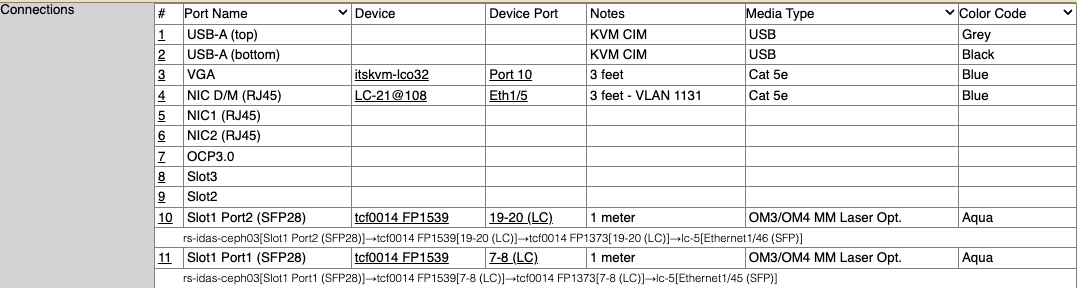 Connections
# Port Name Device Device Port Notes Media Type Color Code
1 USB-A (top) KVM CIM USB Grey
2 USB-A (bottom) KVM CIM USB Black
3 VGA itskvm-lco32 Port 10 3 feet Cat 5e Blue
4 NIC D/M (RJ45) LC-21@108 Eth1/5 3 feet - VLAN 1131 Cat 5e Blue
5 NIC1 (RJ45)
6 NIC2 (RJ45)
7 OCP3.0
8 Slot3
9 Slot2
10 Slot1 Port2 (SFP28) tcf0014 FP1539 19-20 (LC) 1 meter OM3/OM4 MM Laser Opt. Aqua
rs-idas-ceph03[Slot1 Port2 (SFP28)]→tcf0014 FP1539[19-20 (LC)]→tcf0014 FP1373[19-20 (LC)]→lc-5[Ethernet1/46 (SFP)]
11 Slot1 Port1 (SFP28) tcf0014 FP1539 7-8 (LC) 1 meter OM3/OM4 MM Laser Opt. Aqua
rs-idas-ceph03[Slot1 Port1 (SFP28)]→tcf0014 FP1539[7-8 (LC)]→tcf0014 FP1373[7-8 (LC)]→lc-5[Ethernet1/45 (SFP)]